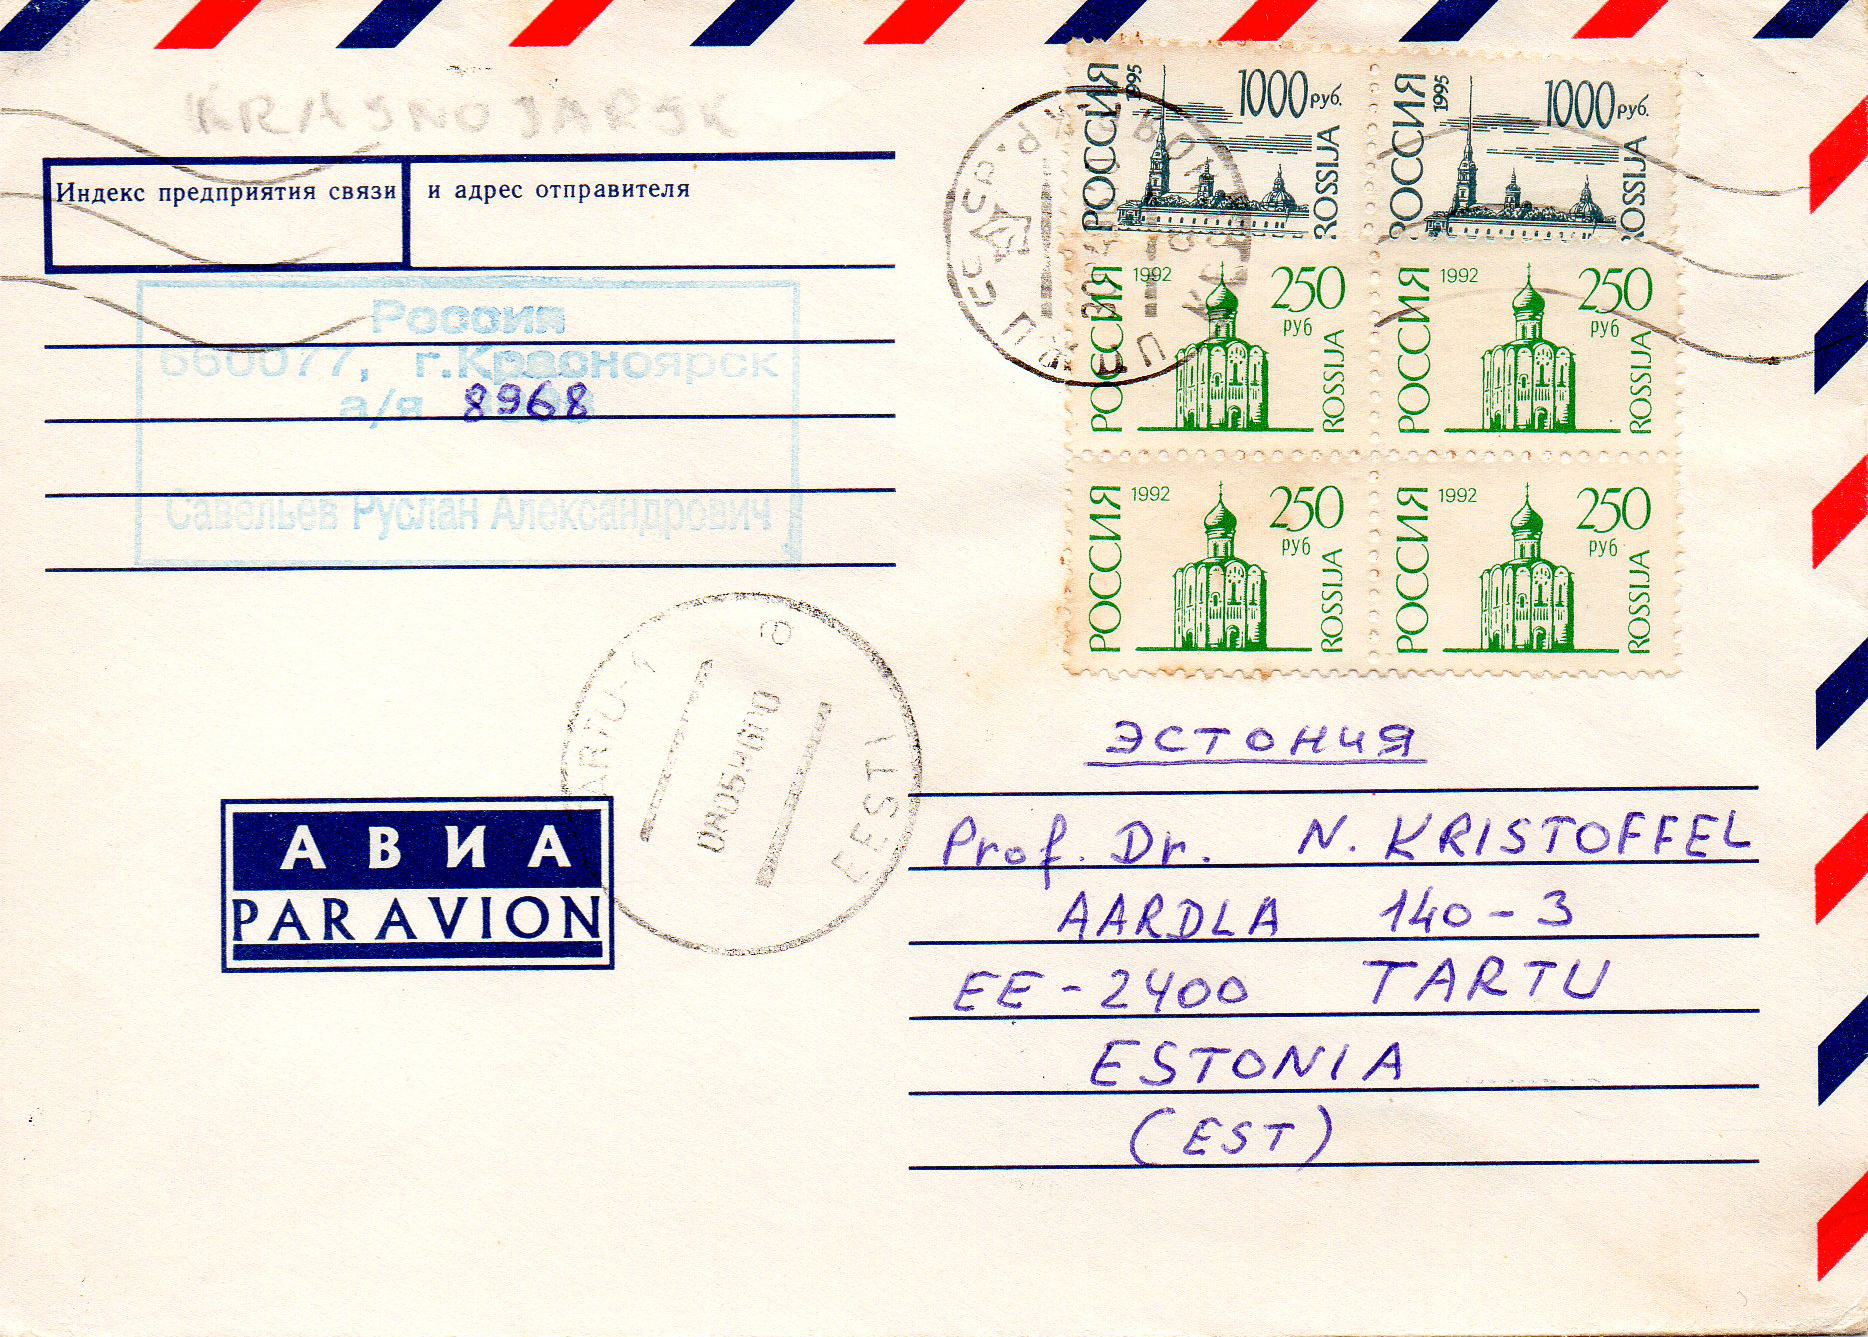 KRASNOJARSK
Индекс предприятия связи и адрес отправителя
Россия
660077, г.Красноярск
а/я 8968
Савельев Руслан Александрович
РОССИЯ 1995 1000 руб. ROSSIJA
РОССИЯ 1995 1000 руб. ROSSIJA
РОССИЯ 1992 250 руб ROSSIJA
РОССИЯ 1992 250 руб ROSSIJA
РОССИЯ 1992 250 руб ROSSIJA
РОССИЯ 1992 250 руб ROSSIJA
СССР
TARTU-1
EESTI
АВИА
PAR AVION
ЭСТОНИЯ
Prof. Dr. N. KRISTOFFEL
AARDLA 140-3
EE-2400 TARTU
ESTONIA
(EST)